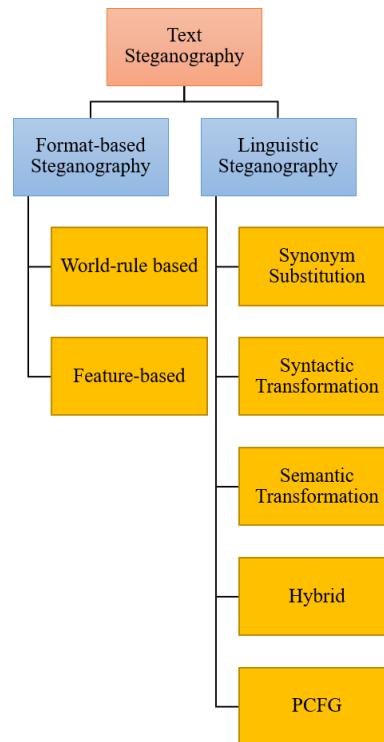 Text
Steganography
Format-based
Steganography
Linguistic
Steganography
World-rule based
Feature-based
Synonym
Substitution
Syntactic
Transformation
Semantic
Transformation
Hybrid
PCFG